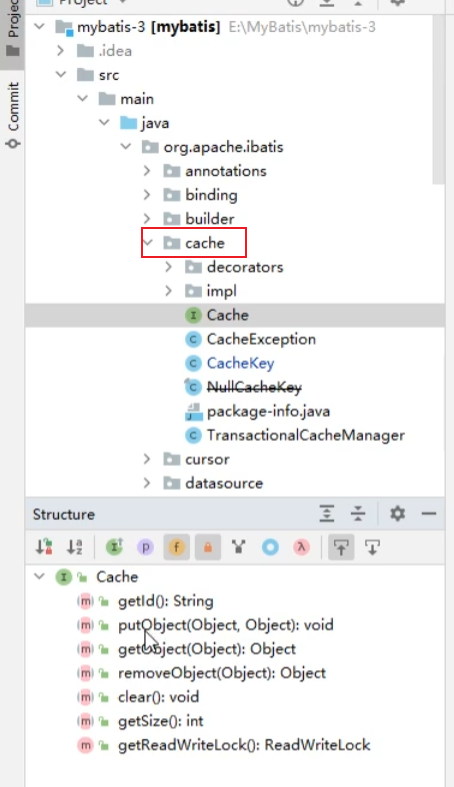 Project
Project
mybatis-3 [mybatis] E:\MyBatis\mybatis-3
.idea
src
main
java
org.apache.ibatis
annotations
binding
builder
cache
decorators
impl
Cache
CacheException
CacheKey
NullCacheKey
package-info.java
TransactionalCacheManager
cursor
datasource
Commit
Structure
Cache
getId(): String
putObject(Object, Object): void
getObject(Object): Object
removeObject(Object): Object
clear(): void
getSize(): int
getReadWriteLock(): ReadWriteLock